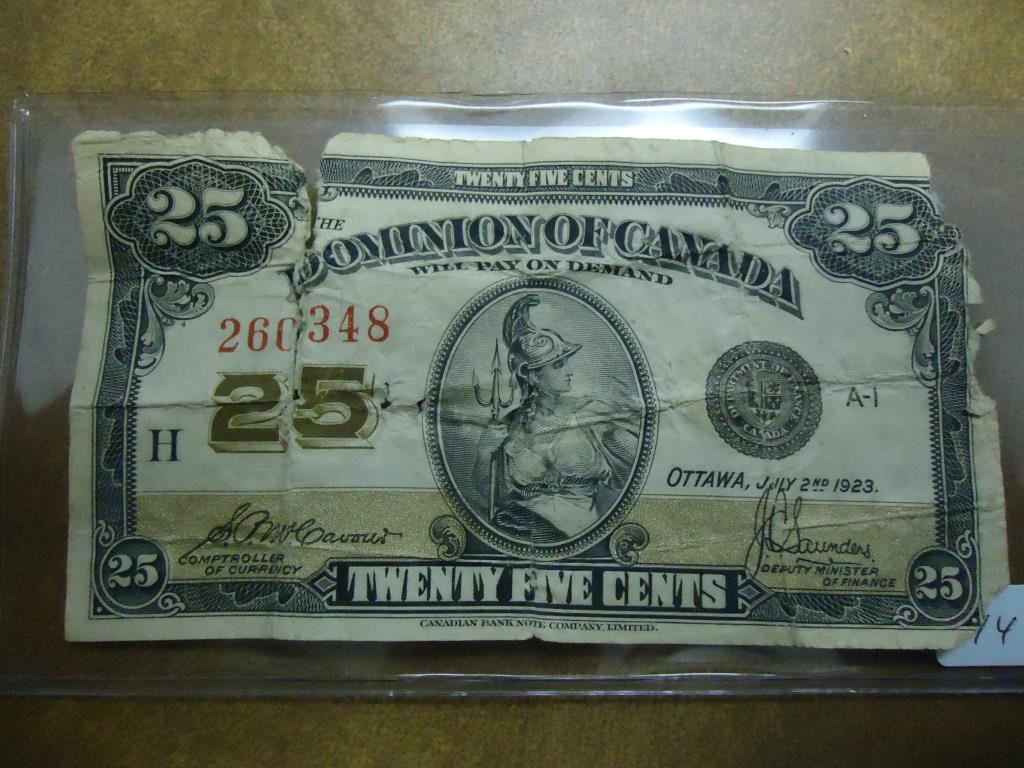 TWENTY FIVE CENTS
25
25
THE
DOMINION OF CANADA
WILL PAY ON DEMAND
260348
25
H
A-1
OTTAWA, JULY 2ND 1923.
COMPTROLLER
OF CURRENCY
J.C. Saunders
DEPUTY MINISTER
OF FINANCE
25
TWENTY FIVE CENTS
25
CANADIAN BANK NOTE COMPANY, LIMITED.
14